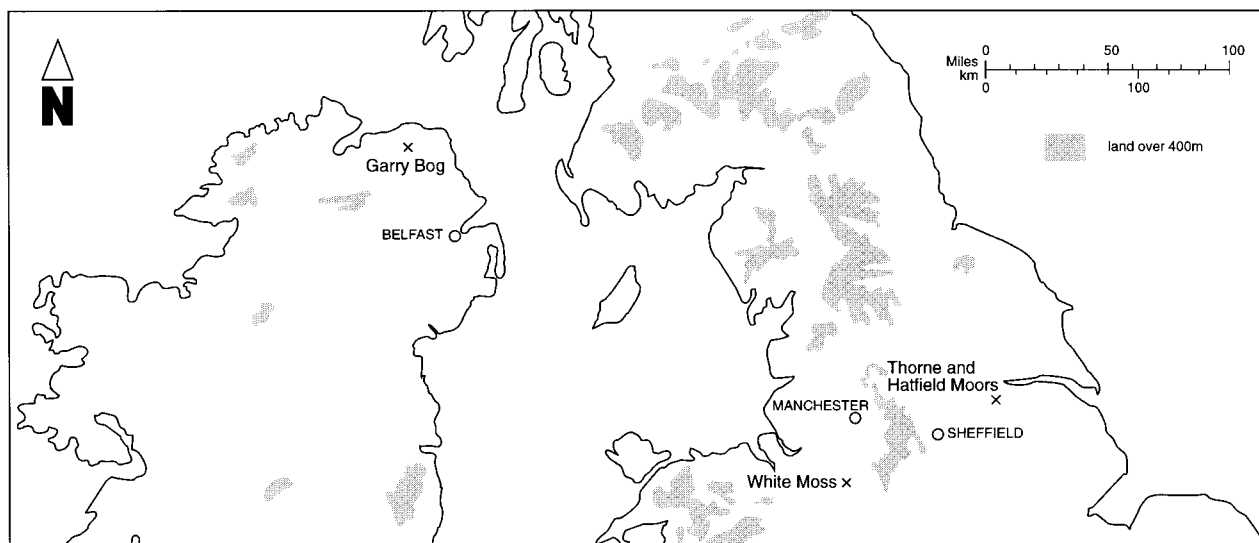 N
0 50 100
Miles
km
0 100
land over 400m
Garry Bog
BELFAST
Thorne and
Hatfield Moors
MANCHESTER
SHEFFIELD
White Moss